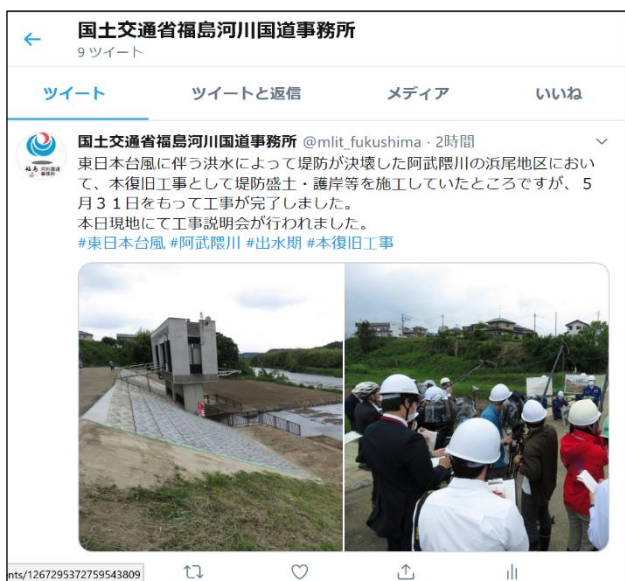 国土交通省福島河川国道事務所
9 ツイート
ツイート ツイートと返信 メディア いいね
国土交通省福島河川国道事務所 @mlit_fukushima · 2時間
東日本台風に伴う洪水によって堤防が決壊した阿武隈川の浜尾地区におい
て、本復旧工事として堤防盛土・護岸等を施工していたところですが、５
月３１日をもって工事が完了しました。
本日現地にて工事説明会が行われました。
#東日本台風 #阿武隈川 #出水期 #本復旧工事
福島 河川国道
事務所
nts/1267295372759543809